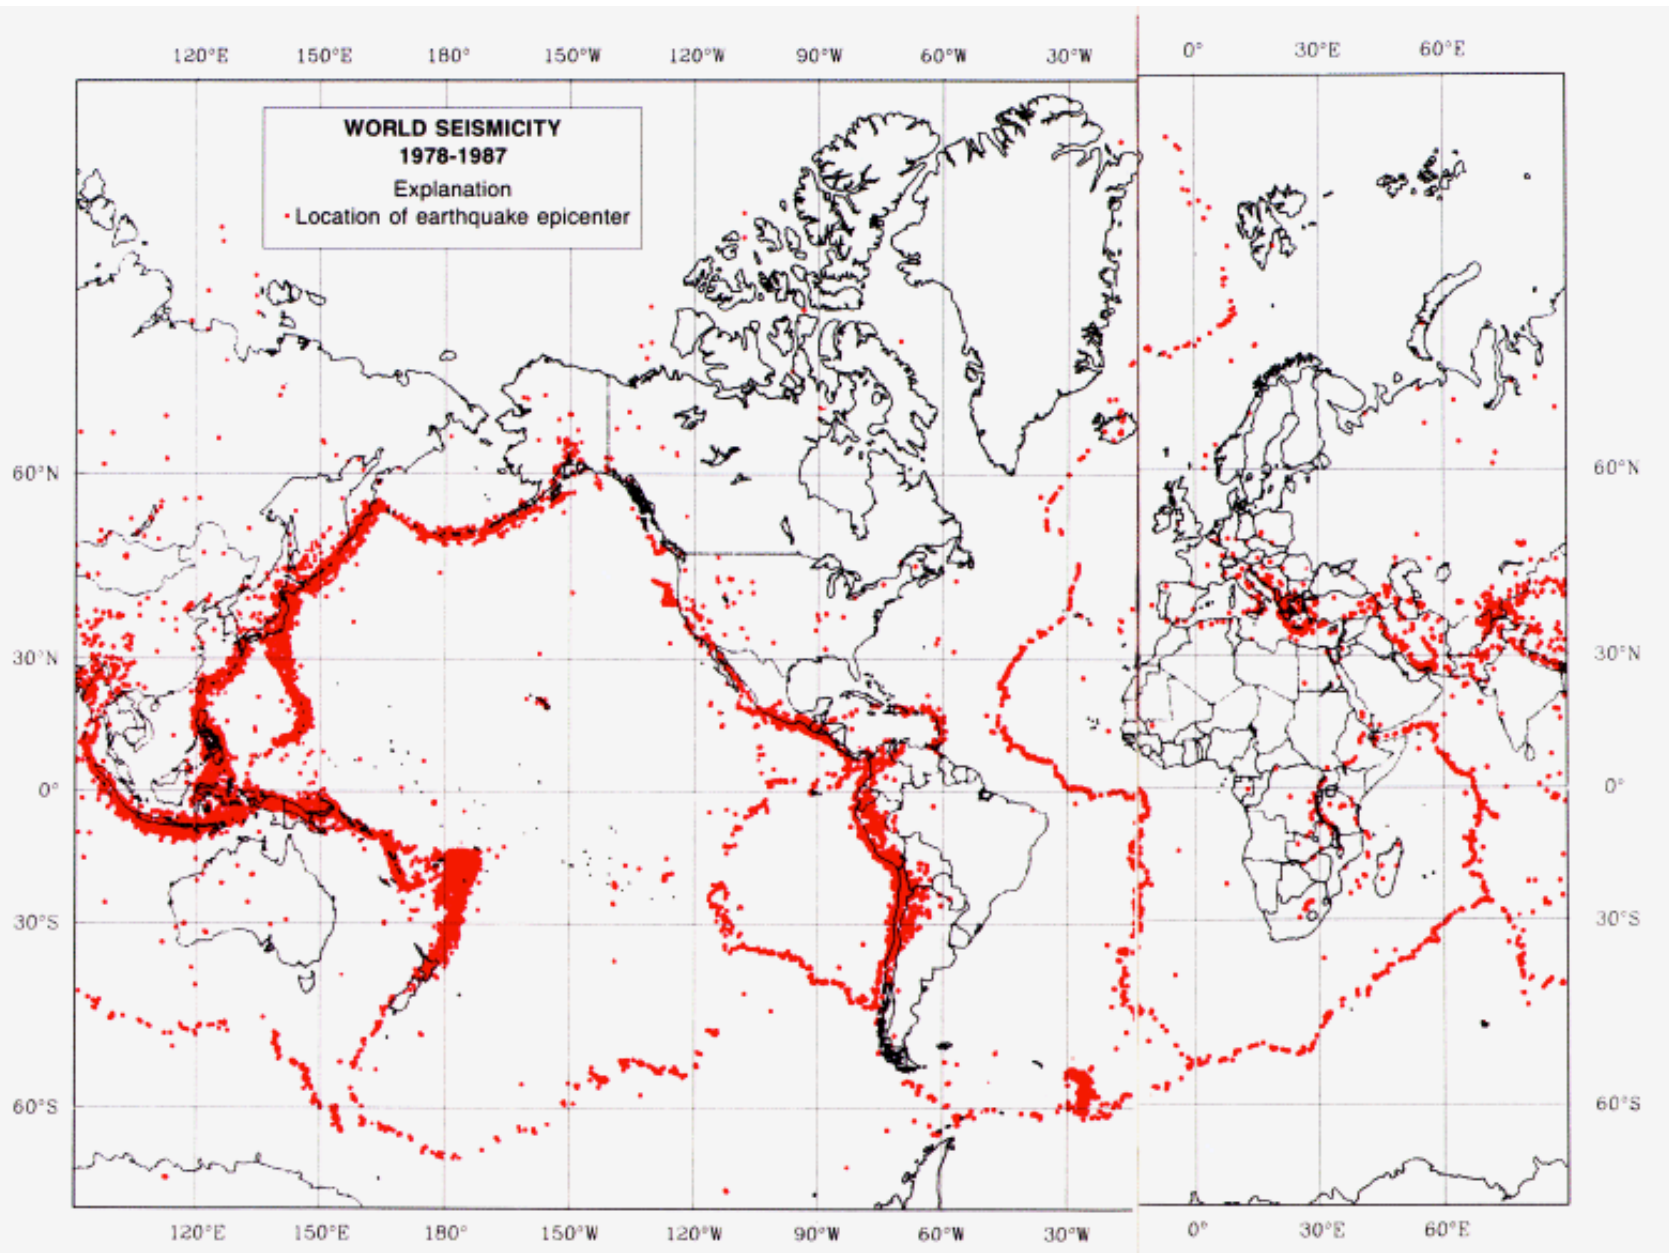 120°E 150°E 180° 150°W 120°W 90°W 60°W 30°W 0° 30°E 60°E
WORLD SEISMICITY
1978-1987
Explanation
Location of earthquake epicenter
60°N 60°N
30°N 30°N
0° 0°
30°S 30°S
60°S 60°S
120°E 150°E 180° 150°W 120°W 90°W 60°W 30°W 0° 30°E 60°E